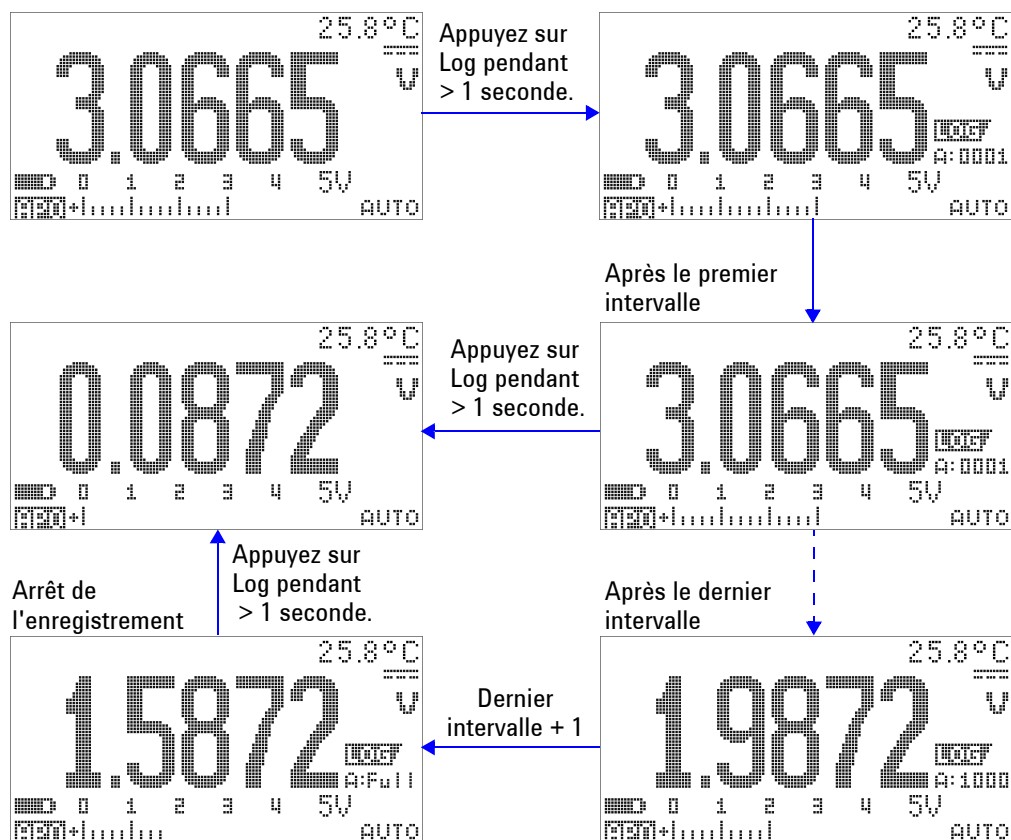 25.8°C
3.0665 V
0 1 2 3 4 5V
APO AUTO
Appuyez sur
Log pendant
> 1 seconde.
25.8°C
3.0665 V
LOG
A:0001
0 1 2 3 4 5V
APO AUTO
Après le premier
intervalle
25.8°C
0.0872 V
0 1 2 3 4 5V
APO AUTO
Appuyez sur
Log pendant
> 1 seconde.
25.8°C
3.0665 V
LOG
A:0001
0 1 2 3 4 5V
APO AUTO
Arrêt de
l'enregistrement
Appuyez sur
Log pendant
> 1 seconde.
Après le dernier
intervalle
25.8°C
1.5872 V
LOG
A:Full
0 1 2 3 4 5V
APO AUTO
Dernier
intervalle + 1
25.8°C
1.9872 V
LOG
A:1000
0 1 2 3 4 5V
APO AUTO